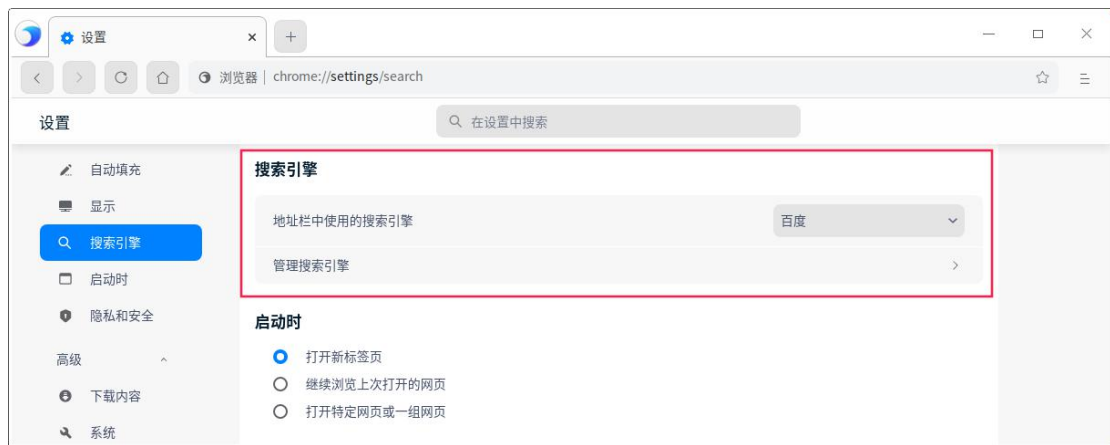 设置
浏览器 | chrome://settings/search
设置
在设置中搜索
自动填充
显示
搜索引擎
启动时
隐私和安全
高级
下载内容
系统
搜索引擎
地址栏中使用的搜索引擎
百度
管理搜索引擎
启动时
打开新标签页
继续浏览上次打开的网页
打开特定网页或一组网页